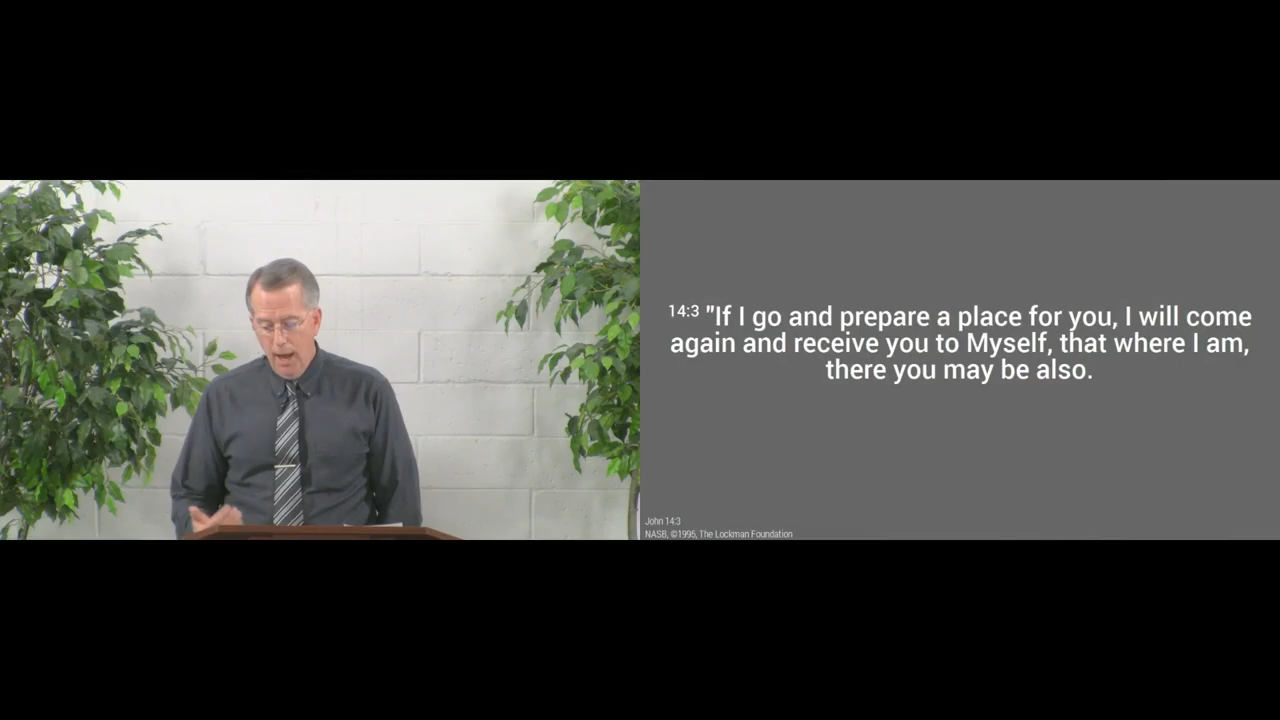 14:3 "If I go and prepare a place for you, I will come
again and receive you to Myself, that where I am,
there you may be also.
John 14:3
NASB, ©1995, The Lockman Foundation